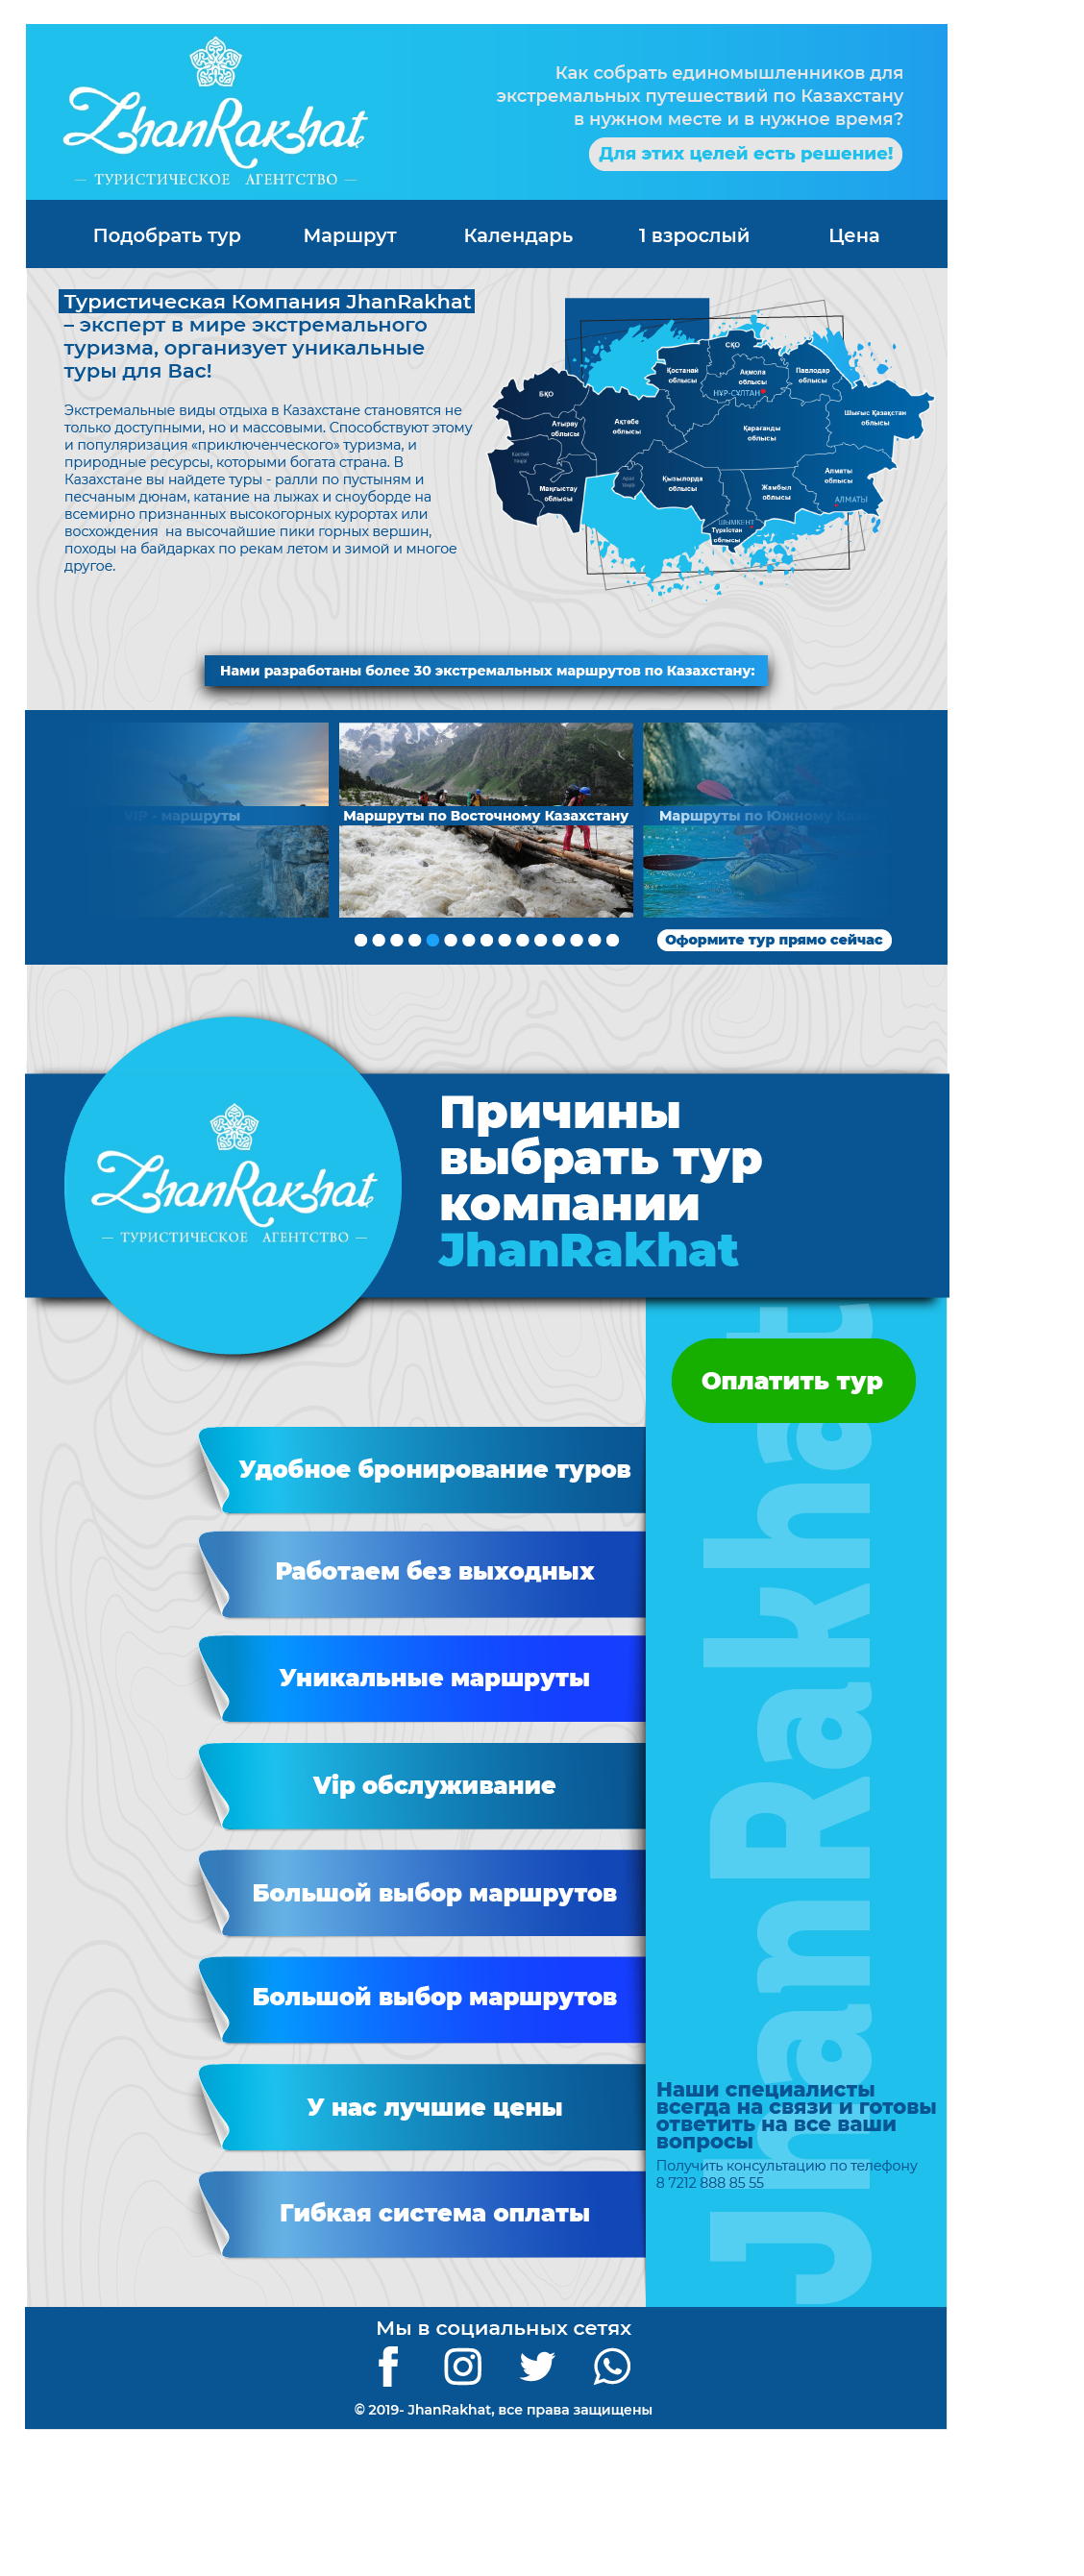 ZhanRakhat
ТУРИСТИЧЕСКОЕ АГЕНТСТВО
Как собрать единомышленников для
экстремальных путешествий по Казахстану
в нужном месте и в нужное время?
Для этих целей есть решение!
Подобрать тур Маршрут Календарь 1 взрослый Цена
Туристическая Компания JhanRakhat
– эксперт в мире экстремального
туризма, организует уникальные
туры для Вас!
Экстремальные виды отдыха в Казахстане становятся не
только доступными, но и массовыми. Способствуют этому
и популяризация «приключенческого» туризма, и
природные ресурсы, которыми богата страна. В
Казахстане вы найдете туры - ралли по пустыням и
песчаным дюнам, катание на лыжах и сноуборде на
всемирно признанных высокогорных курортах или
восхождения на высочайшие пики горных вершин,
походы на байдарках по рекам летом и зимой и многое
другое.
СҚО
Қостанай
облысы
Ақмола
облысы
НҰР-СҰЛТАН
Павлодар
облысы
БҚО
Атырау
облысы
Ақтөбе
облысы
Қарағанды
облысы
Шығыс Қазақстан
облысы
Каспий
теңізі
Маңғыстау
облысы
Арал
теңізі
Қызылорда
облысы
Жамбыл
облысы
Алматы
облысы
АЛМАТЫ
ШЫМКЕНТ
Түркістан
облысы
Нами разработаны более 30 экстремальных маршрутов по Казахстану:
VIP - маршруты
Маршруты по Восточному Казахстану
Маршруты по Южному
Оформите тур прямо сейчас
ZhanRakhat
ТУРИСТИЧЕСКОЕ АГЕНТСТВО
Причины
выбрать тур
компании
JhanRakhat
Оплатить тур
Удобное бронирование туров
Работаем без выходных
Уникальные маршруты
Vip обслуживание
Большой выбор маршрутов
Большой выбор маршрутов
У нас лучшие цены
Гибкая система оплаты
JhanRakhat
Наши специалисты
всегда на связи и готовы
ответить на все ваши
вопросы
Получить консультацию по телефону
8 7212 888 85 55
Мы в социальных сетях
© 2019- JhanRakhat, все права защищены